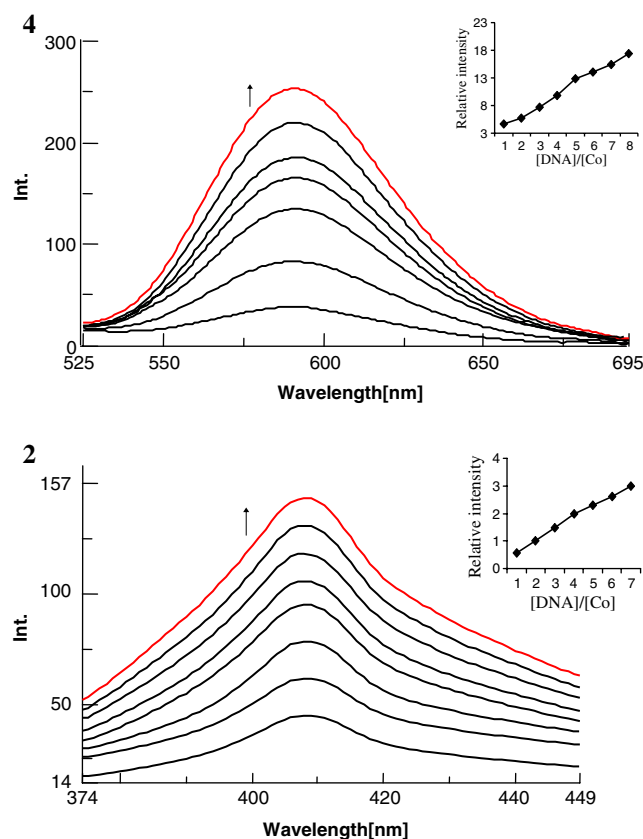 4
300
200
100
0
Int.
525 550 600 650 695
Wavelength[nm]
Relative intensity
23
18
13
8
3
1 2 3 4 5 6 7 8
[DNA]/[Co]
2
157
100
50
14
Int.
374 400 420 440 449
Wavelength[nm]
Relative intensity
4
3
2
1
0
1 2 3 4 5 6 7
[DNA]/[Co]